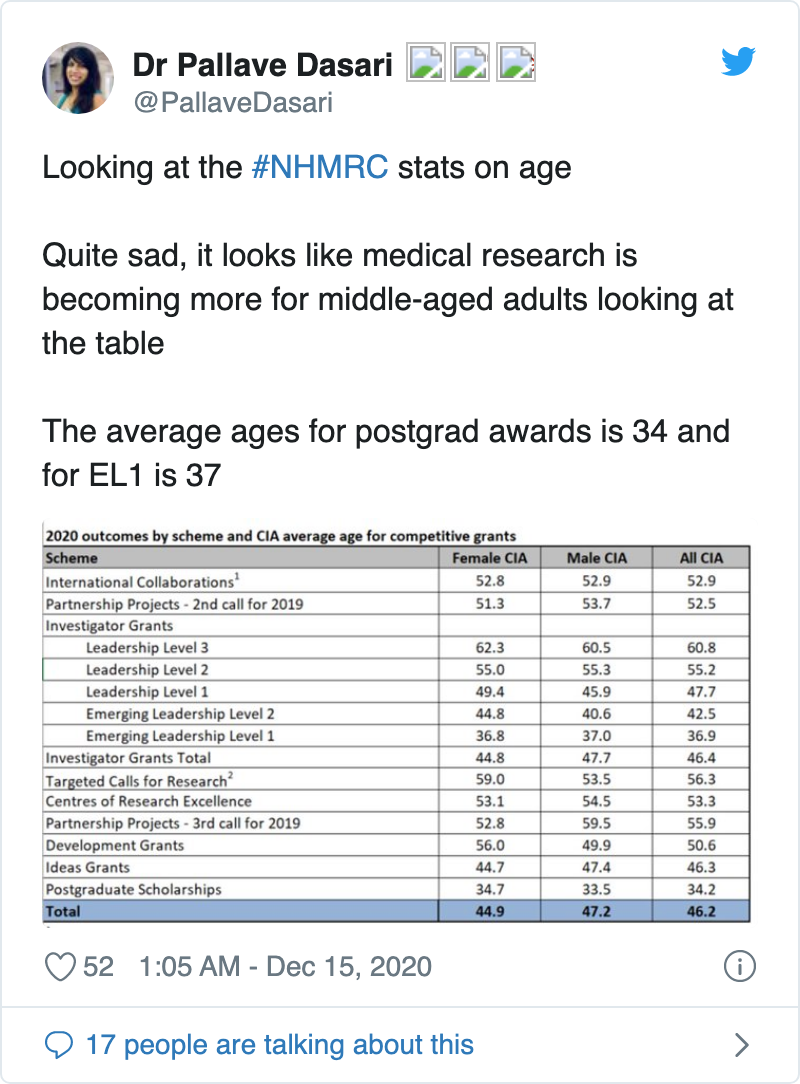 Dr Pallave Dasari
@PallaveDasari
Looking at the #NHMRC stats on age
Quite sad, it looks like medical research is
becoming more for middle-aged adults looking at
the table
The average ages for postgrad awards is 34 and
for EL1 is 37
2020 outcomes by scheme and CIA average age for competitive grants
Scheme Female CIA Male CIA All CIA
International Collaborations¹ 52.8 52.9 52.9
Partnership Projects - 2nd call for 2019 51.3 53.7 52.5
Investigator Grants
Leadership Level 3 62.3 60.5 60.8
Leadership Level 2 55.0 55.3 55.2
Leadership Level 1 49.4 45.9 47.7
Emerging Leadership Level 2 44.8 40.6 42.5
Emerging Leadership Level 1 36.8 37.0 36.9
Investigator Grants Total 44.8 47.7 46.4
Targeted Calls for Research² 59.0 53.5 56.3
Centres of Research Excellence 53.1 54.5 53.3
Partnership Projects - 3rd call for 2019 52.8 59.5 55.9
Development Grants 56.0 49.9 50.6
Ideas Grants 44.7 47.4 46.3
Postgraduate Scholarships 34.7 33.5 34.2
Total 44.9 47.2 46.2
52 1:05 AM - Dec 15, 2020
17 people are talking about this